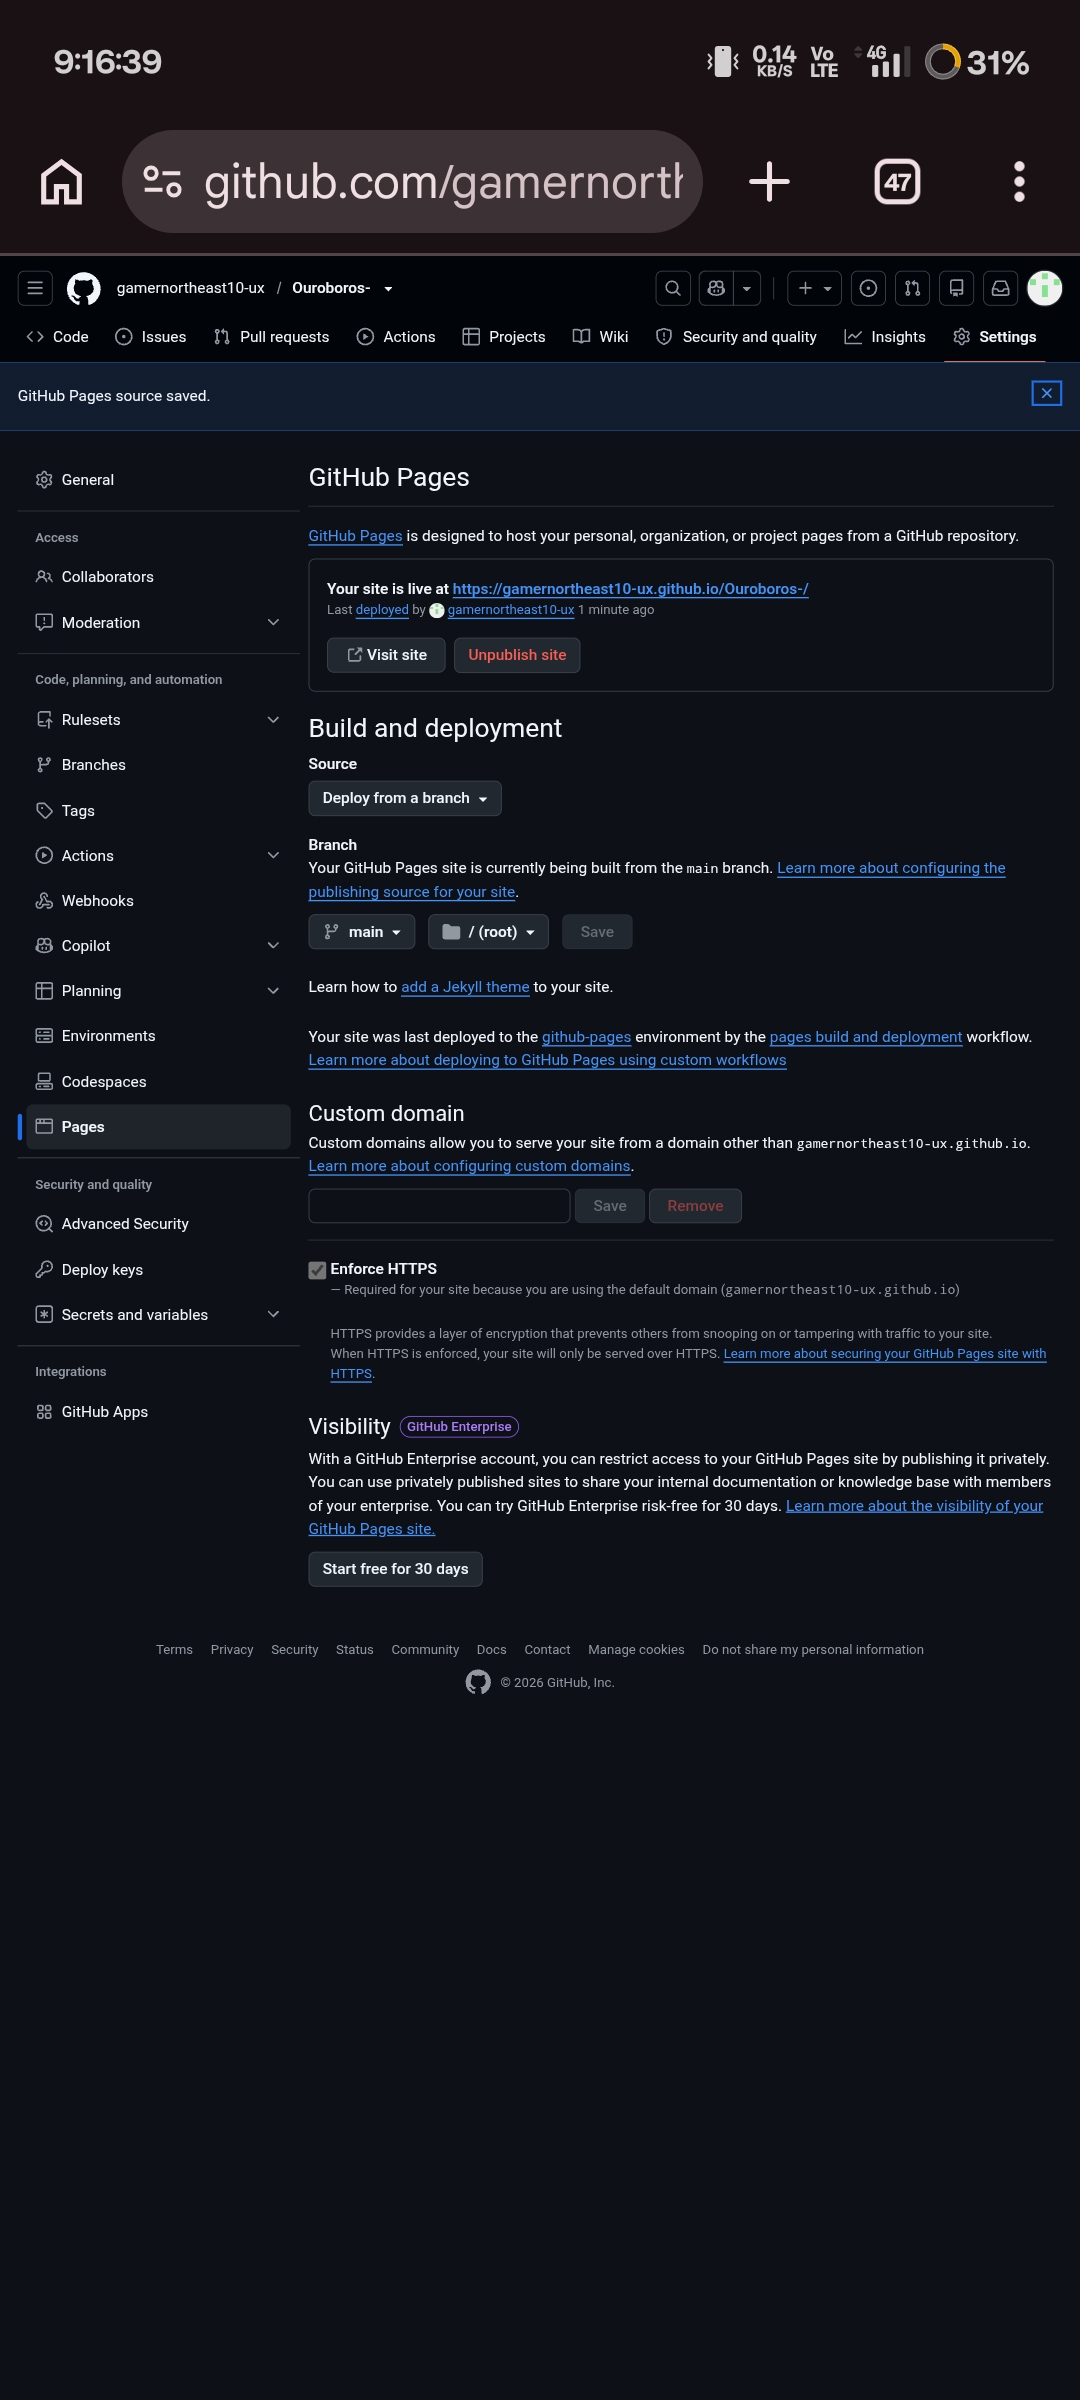 9:16:39
0.14 KB/S
Vo LTE
4G
31%
github.com/gamernorth
47
gamernortheast10-ux / Ouroboros-
Code
Issues
Pull requests
Actions
Projects
Wiki
Security and quality
Insights
Settings
GitHub Pages source saved.
General
Access
Collaborators
Moderation
Code, planning, and automation
Rulesets
Branches
Tags
Actions
Webhooks
Copilot
Planning
Environments
Codespaces
Pages
Security and quality
Advanced Security
Deploy keys
Secrets and variables
Integrations
GitHub Apps
GitHub Pages
GitHub Pages is designed to host your personal, organization, or project pages from a GitHub repository.
Your site is live at https://gamernortheast10-ux.github.io/Ouroboros-/
Last deployed by gamernortheast10-ux 1 minute ago
Visit site
Unpublish site
Build and deployment
Source
Deploy from a branch
Branch
Your GitHub Pages site is currently being built from the main branch. Learn more about configuring the
publishing source for your site.
main
/ (root)
Save
Learn how to add a Jekyll theme to your site.
Your site was last deployed to the github-pages environment by the pages build and deployment workflow.
Learn more about deploying to GitHub Pages using custom workflows
Custom domain
Custom domains allow you to serve your site from a domain other than gamernortheast10-ux.github.io.
Learn more about configuring custom domains.
Save
Remove
Enforce HTTPS
— Required for your site because you are using the default domain (gamernortheast10-ux.github.io)
HTTPS provides a layer of encryption that prevents others from snooping on or tampering with traffic to your site.
When HTTPS is enforced, your site will only be served over HTTPS. Learn more about securing your GitHub Pages site with
HTTPS.
Visibility GitHub Enterprise
With a GitHub Enterprise account, you can restrict access to your GitHub Pages site by publishing it privately.
You can use privately published sites to share your internal documentation or knowledge base with members
of your enterprise. You can try GitHub Enterprise risk-free for 30 days. Learn more about the visibility of your
GitHub Pages site.
Start free for 30 days
Terms Privacy Security Status Community Docs Contact Manage cookies Do not share my personal information
© 2026 GitHub, Inc.